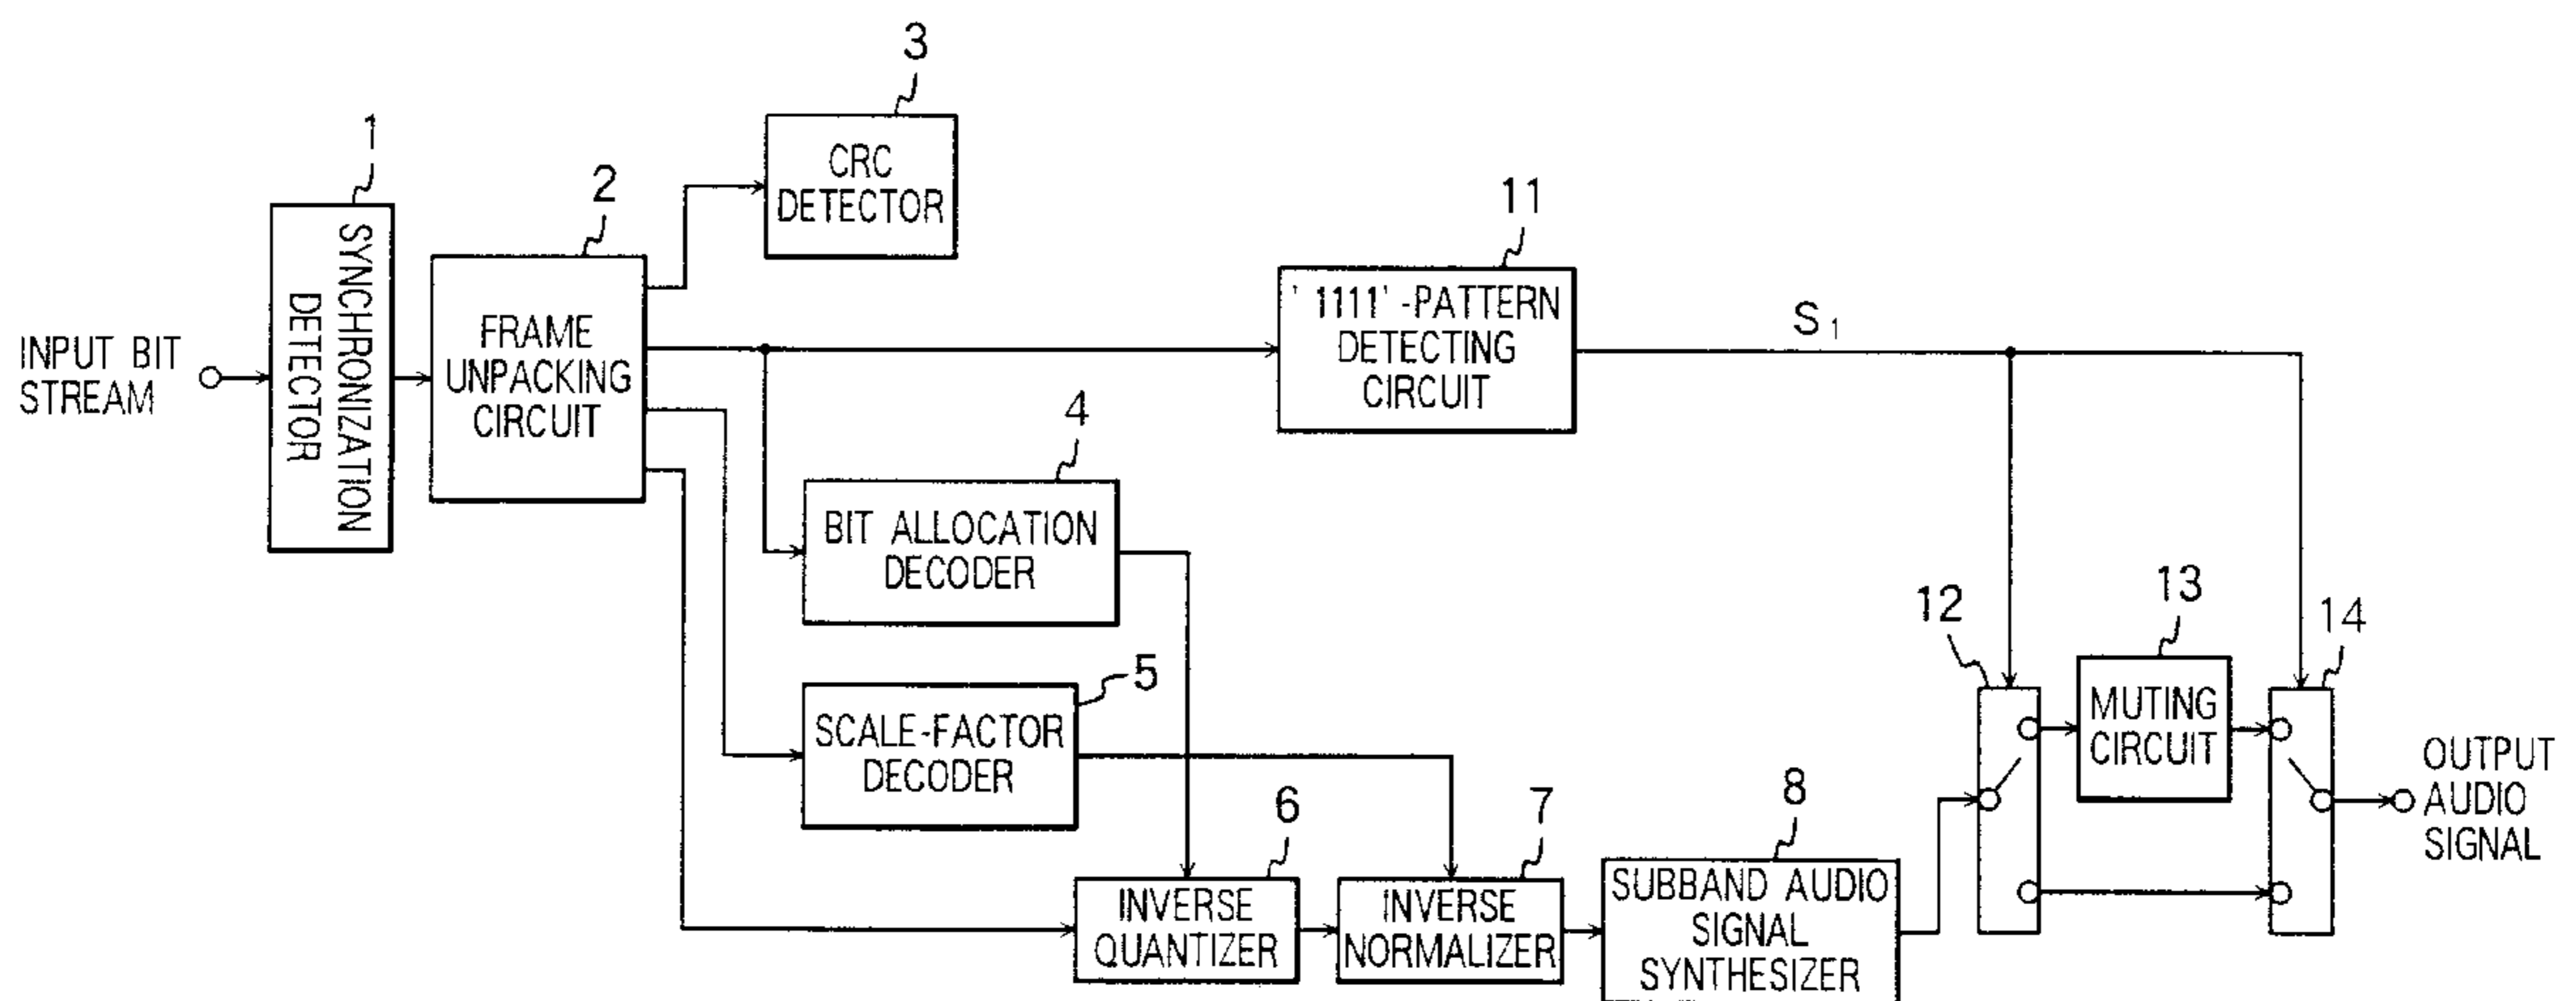 3
CRC
DETECTOR
1
SYNCHRONIZATION
DETECTOR
2
FRAME
UNPACKING
CIRCUIT
INPUT BIT
STREAM
11
'1111'-PATTERN
DETECTING
CIRCUIT
S1
4
BIT ALLOCATION
DECODER
5
SCALE-FACTOR
DECODER
6
INVERSE
QUANTIZER
7
INVERSE
NORMALIZER
8
SUBBAND AUDIO
SIGNAL
SYNTHESIZER
12
13
MUTING
CIRCUIT
14
OUTPUT
AUDIO
SIGNAL